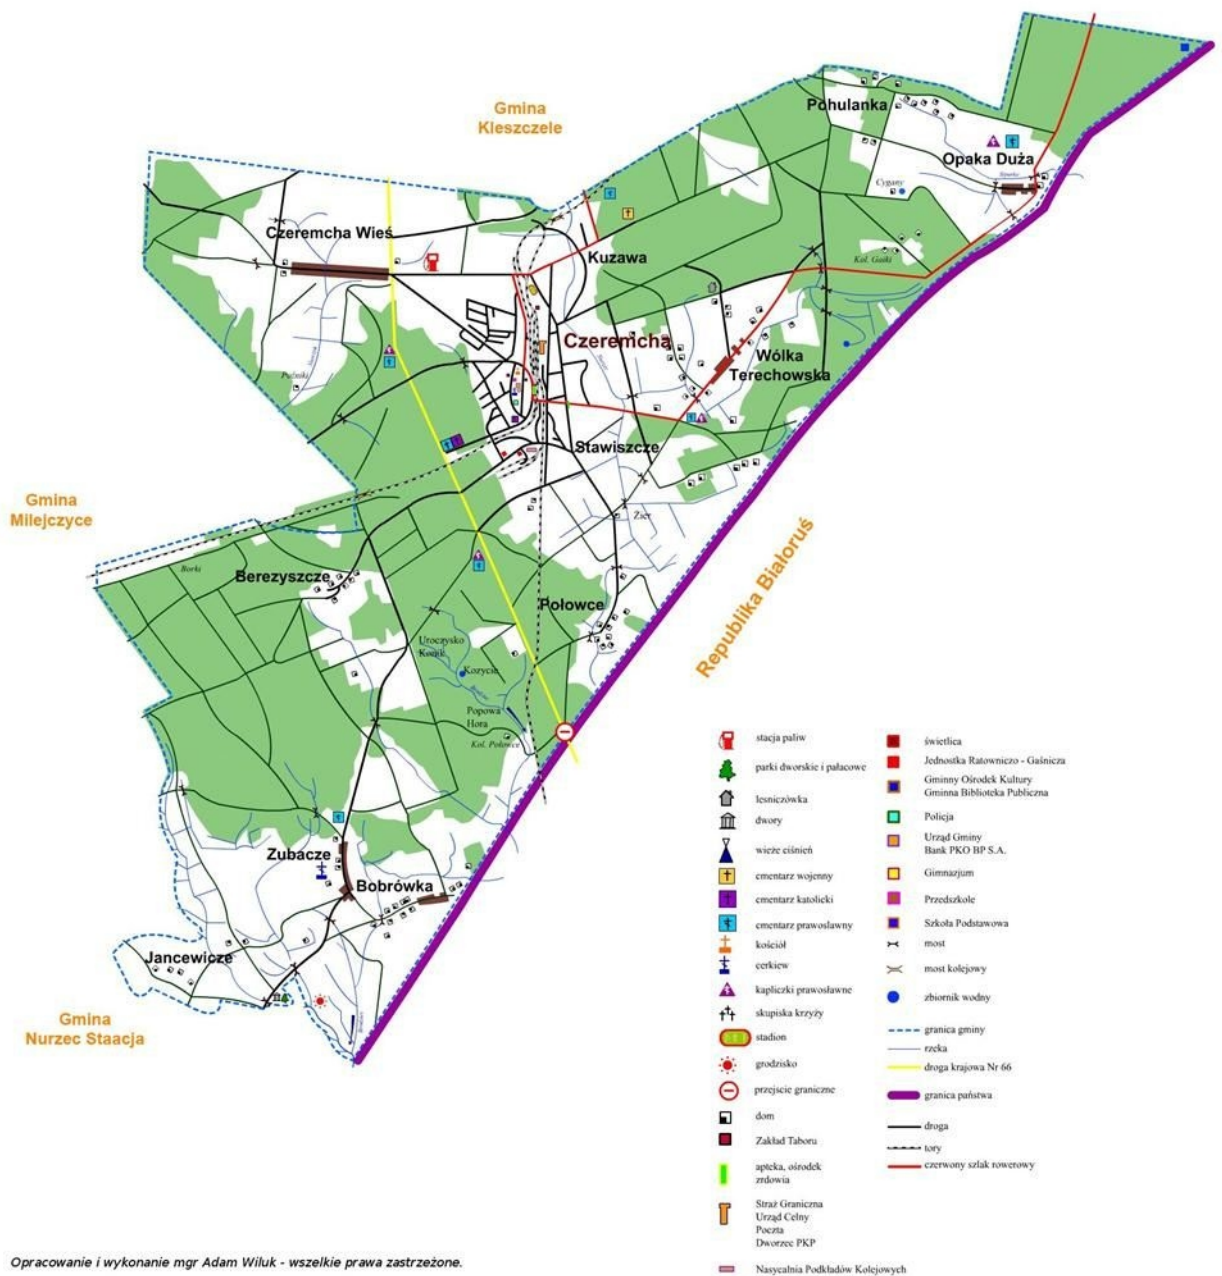 Gmina
Kleszczele
Pohulanka
Opaka Duża
Cygany
Czeremcha Wieś
Kuzawa
Kol. Gajki
Czeremcha
Wólka
Terechowska
Stawiszcze
Gmina
Milejczyce
Żier
Borki
Berezyszcze
Połowce
Republika Białoruś
Uroczysko
Konik
Kozycie
Popowa
Hora
Kol. Połowce
Zubacze
Bobrówka
Jancewicze
Gmina
Nurzec Staacja
stacja paliw
parki dworskie i pałacowe
leśniczówka
dwory
wieże ciśnień
cmentarz wojenny
cmentarz katolicki
cmentarz prawosławny
kościół
cerkiew
kapliczki prawosławne
skupiska krzyży
stadion
grodzisko
przejscie graniczne
dom
Zakład Taboru
apteka, ośrodek
zrdowia
Straż Graniczna
Urząd Celny
Poczta
Dworzec PKP
Nasycalnia Podkładów Kolejowych
świetlica
Jednostka Ratowniczo - Gaśnicza
Gminny Ośrodek Kultury
Gminna Biblioteka Publiczna
Policja
Urząd Gminy
Bank PKO BP S.A.
Gimnazjum
Przedszkole
Szkoła Podstawowa
most
most kolejowy
zbiornik wodny
granica gminy
rzeka
droga krajowa Nr 66
granica państwa
droga
tory
czerwony szlak rowerowy
Opracowanie i wykonanie mgr Adam Wiluk - wszelkie prawa zastrzeżone.